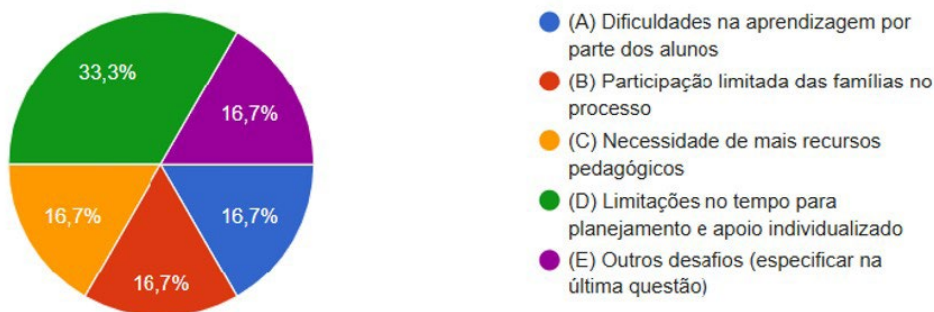 33,3%
16,7%
16,7%
16,7%
16,7%
(A) Dificuldades na aprendizagem por
parte dos alunos
(B) Participação limitada das famílias no
processo
(C) Necessidade de mais recursos
pedagógicos
(D) Limitações no tempo para
planejamento e apoio individualizado
(E) Outros desafios (especificar na
última questão)